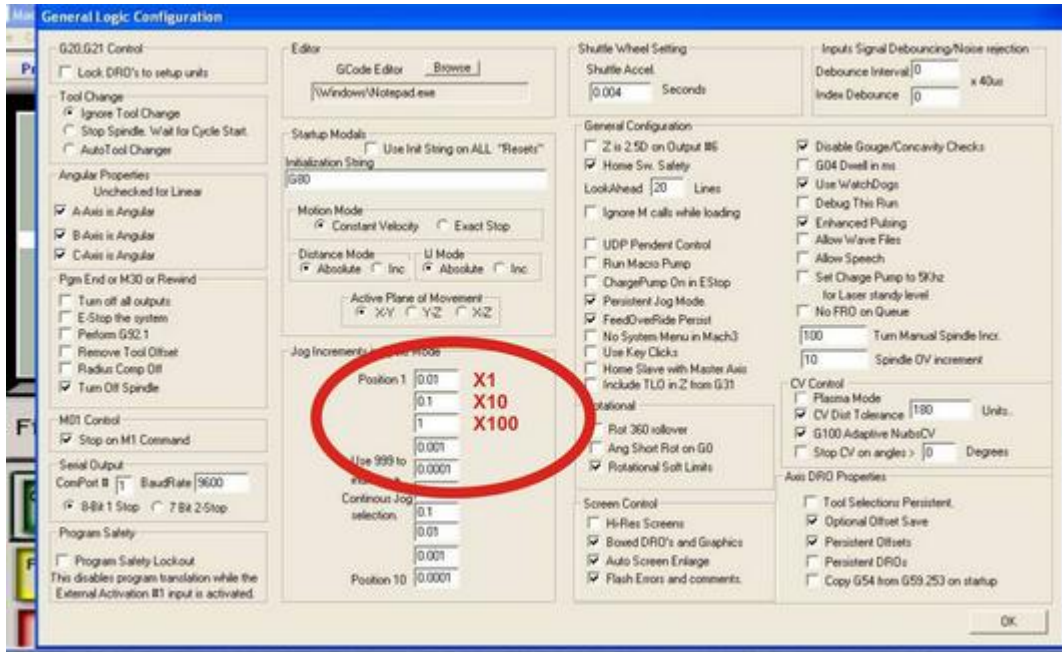 General Logic Configuration
G20,G21 Control
Lock DRO's to setup units
Tool Change
Ignore Tool Change
Stop Spindle. Wait for Cycle Start.
AutoTool Changer
Angular Properties
Unchecked for Linear
A-Axis is Angular
B-Axis is Angular
C-Axis is Angular
Pgm End or M30 or Rewind
Turn off all outputs
E-Stop the system
Perform G92.1
Remove Tool Offset
Radius Comp Off
Turn Off Spindle
M01 Control
Stop on M1 Command
Serial Output
ComPort # 1 BaudRate 9600
8-Bit 1 Stop 7 Bit 2-Stop
Program Safety
Program Safety Lockout
This disables program translation while the
External Activation #1 input is activated.
Editor
GCode Editor Browse
\Windows\Notepad.exe
Startup Modals
Use Init String on ALL "Resets"
Initialization String
G80
Motion Mode
Constant Velocity Exact Stop
Distance Mode IJ Mode
Absolute Inc Absolute Inc
Active Plane of Movement
X-Y Y-Z X-Z
Jog Increments Mode
Position 1 0.01 X1
0.1 X10
1 X100
0.001
Use 999 to 0.0001
Continous Jog
selection. 0.1
0.01
0.001
Position 10 0.0001
Shuttle Wheel Setting
Shuttle Accel.
0.004 Seconds
General Configuration
Z is 2.5D on Output #6
Home Sw. Safety
LookAhead 20 Lines
Ignore M calls while loading
UDP Pendent Control
Run Macro Pump
ChargePump On in EStop
Persistent Jog Mode.
FeedOverRide Persist
No System Menu in Mach3
Use Key Clicks
Home Slave with Master Axis
Include TLO in Z from G31
Rotational
Rot 360 rollover
Ang Short Rot on G0
Rotational Soft Limits
Screen Control
Hi-Res Screens
Boxed DRO's and Graphics
Auto Screen Enlarge
Flash Errors and comments.
Inputs Signal Debouncing/Noise rejection
Debounce Interval: 0 x 40us
Index Debounce 0
Disable Gouge/Concavity Checks
G04 Dwell in ms
Use WatchDogs
Debug This Run
Enhanced Pulsing
Allow Wave Files
Allow Speech
Set Charge Pump to 5Khz
for Laser standy level
No FRO on Queue
100 Turn Manual Spindle Incr.
10 Spindle OV increment
CV Control
Plasma Mode
CV Dist Tolerance 180 Units..
G100 Adaptive NurbsCV
Stop CV on angles > 0 Degrees
Axis DRO Properties
Tool Selections Persistent.
Optional Offset Save
Persistent Offsets
Persistent DROs
Copy G54 from G59.253 on startup
OK